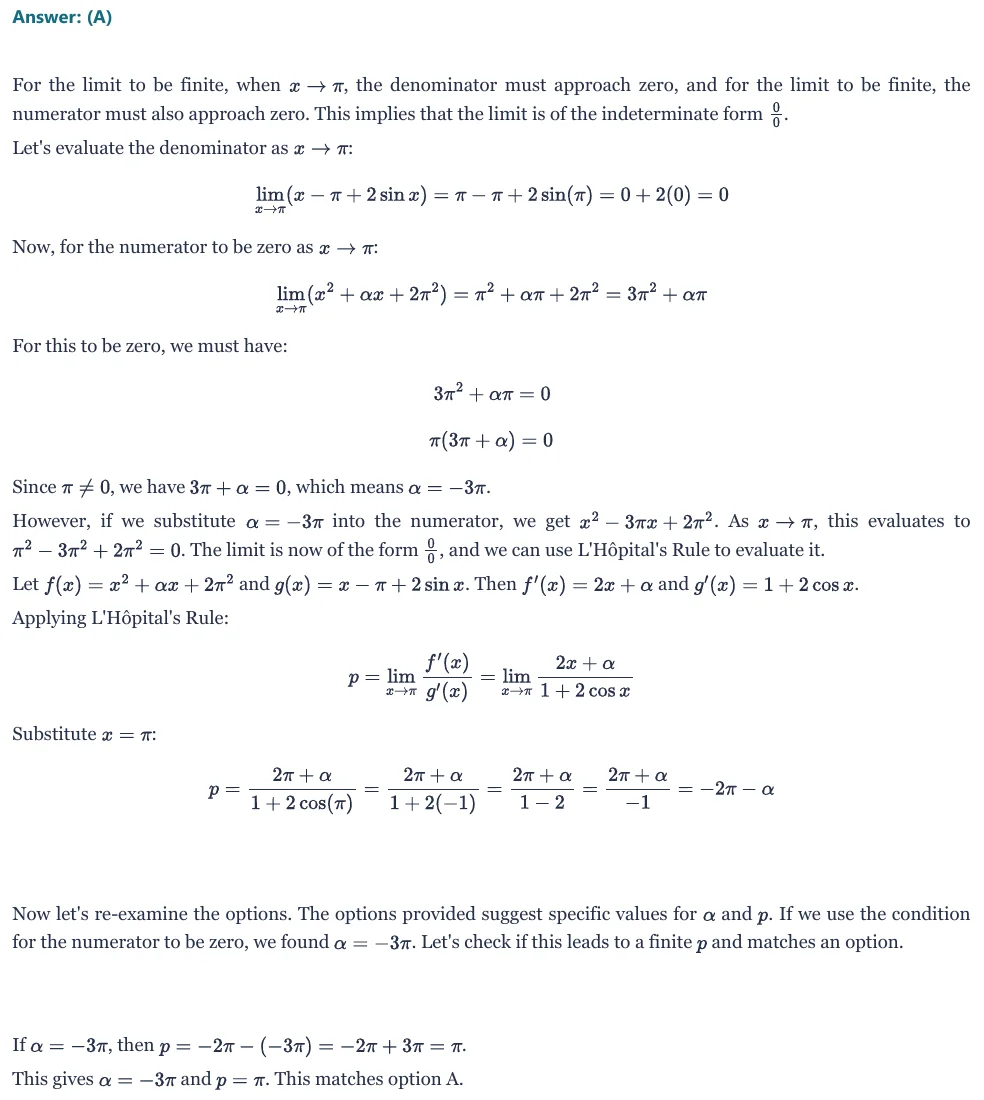 Answer: (A)
For the limit to be finite, when x → π, the denominator must approach zero, and for the limit to be finite, the
numerator must also approach zero. This implies that the limit is of the indeterminate form 0/0.
Let's evaluate the denominator as x → π:
lim x→π (x − π + 2 sin x) = π − π + 2 sin(π) = 0 + 2(0) = 0
Now, for the numerator to be zero as x → π:
lim x→π (x² + αx + 2π²) = π² + απ + 2π² = 3π² + απ
For this to be zero, we must have:
3π² + απ = 0
π(3π + α) = 0
Since π ≠ 0, we have 3π + α = 0, which means α = −3π.
However, if we substitute α = −3π into the numerator, we get x² − 3πx + 2π². As x → π, this evaluates to
π² − 3π² + 2π² = 0. The limit is now of the form 0/0, and we can use L'Hôpital's Rule to evaluate it.
Let f(x) = x² + αx + 2π² and g(x) = x − π + 2 sin x. Then f′(x) = 2x + α and g′(x) = 1 + 2 cos x.
Applying L'Hôpital's Rule:
p = lim x→π f′(x)/g′(x) = lim x→π (2x + α)/(1 + 2 cos x)
Substitute x = π:
p = (2π + α)/(1 + 2 cos(π)) = (2π + α)/(1 + 2(−1)) = (2π + α)/(1 − 2) = (2π + α)/(−1) = −2π − α
Now let's re-examine the options. The options provided suggest specific values for α and p. If we use the condition
for the numerator to be zero, we found α = −3π. Let's check if this leads to a finite p and matches an option.
If α = −3π, then p = −2π − (−3π) = −2π + 3π = π.
This gives α = −3π and p = π. This matches option A.